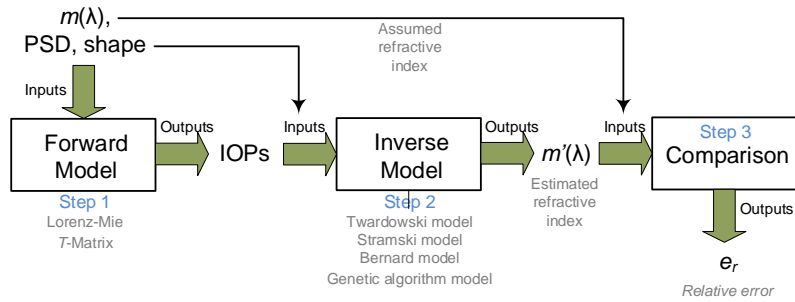 m(λ),
PSD, shape
Assumed
refractive
index
Inputs
Forward
Model
Step 1
Lorenz-Mie
T-Matrix
Outputs
IOPs
Inputs
Inverse
Model
Step 2
Twardowski model
Stramski model
Bernard model
Genetic algorithm model
Outputs
m'(λ)
Estimated
refractive
index
Inputs
Step 3
Comparison
Outputs
er
Relative error